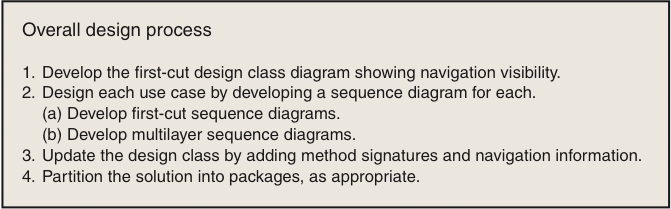 Overall design process
1. Develop the first-cut design class diagram showing navigation visibility.
2. Design each use case by developing a sequence diagram for each.
(a) Develop first-cut sequence diagrams.
(b) Develop multilayer sequence diagrams.
3. Update the design class by adding method signatures and navigation information.
4. Partition the solution into packages, as appropriate.